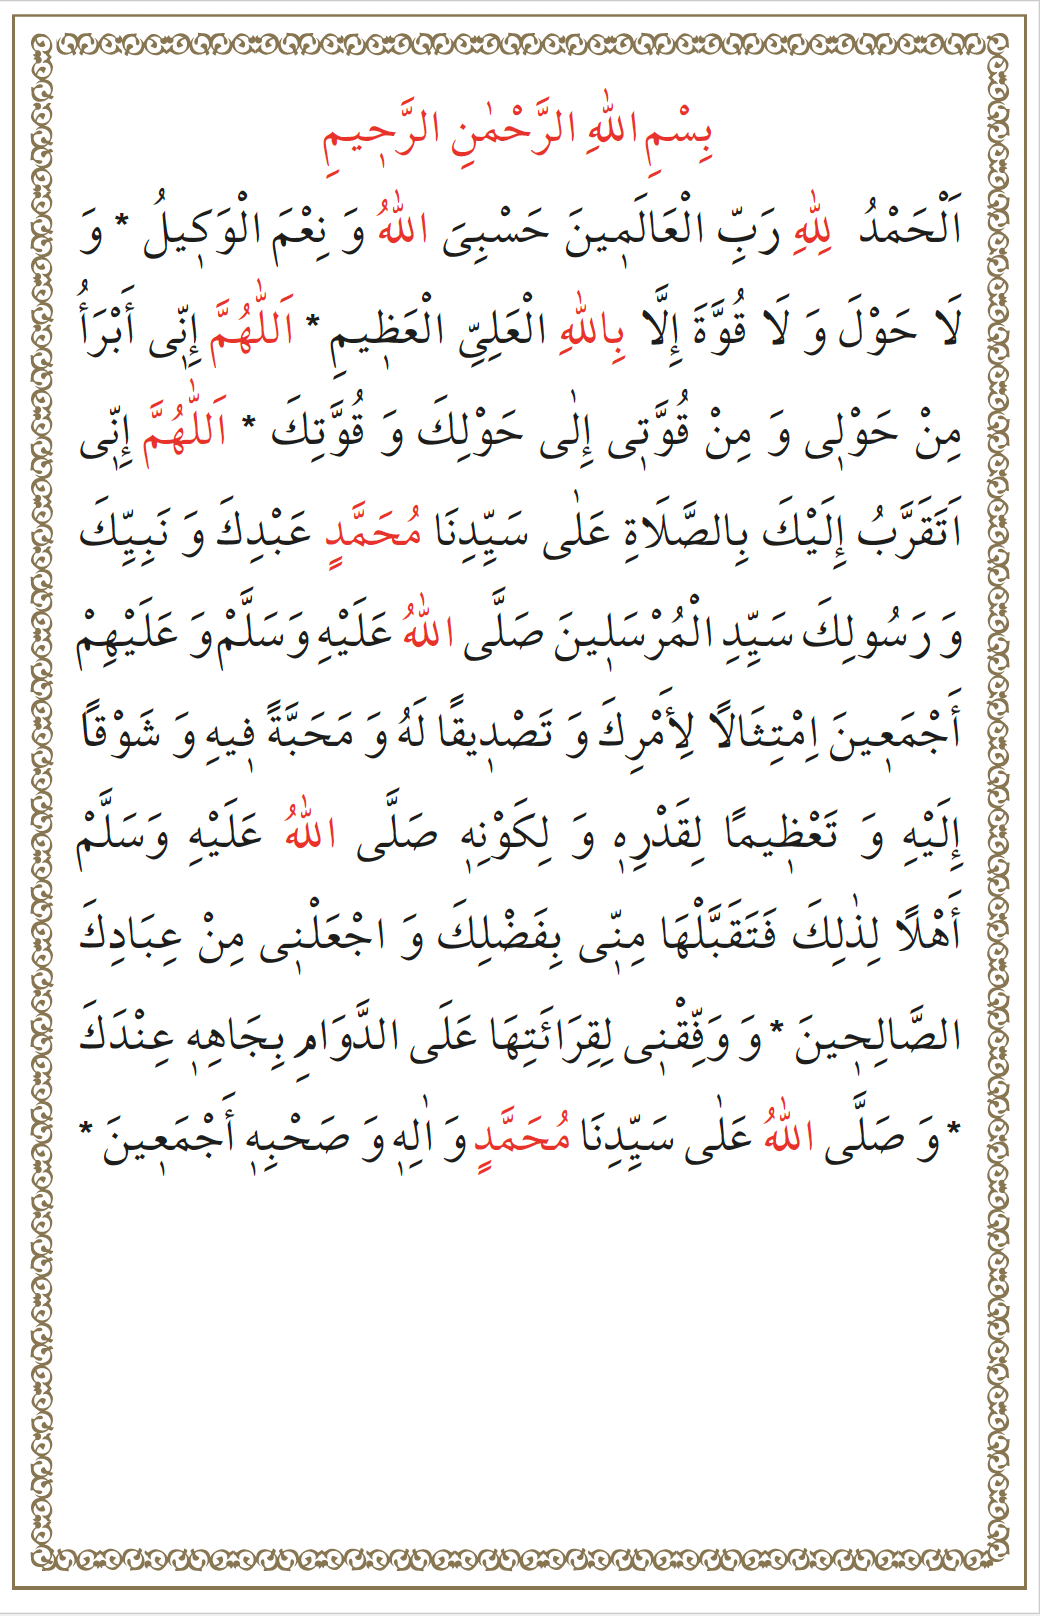 بِسْمِ اللّٰهِ الرَّحْمٰنِ الرَّحٖيمِ
اَلْحَمْدُ لِلّٰهِ رَبِّ الْعَالَمٖينَ حَسْبِىَ اللّٰهُ وَ نِعْمَ الْوَكٖيلُ * وَ
لَا حَوْلَ وَ لَا قُوَّةَ إِلَّا بِاللّٰهِ الْعَلِىِّ الْعَظٖيمِ * اَللّٰهُمَّ إِنّٖى أَبْرَأُ
مِنْ حَوْلٖى وَ مِنْ قُوَّتٖى إِلٰى حَوْلِكَ وَ قُوَّتِكَ * اَللّٰهُمَّ إِنّٖى
اَتَقَرَّبُ إِلَيْكَ بِالصَّلَاةِ عَلٰى سَيِّدِنَا مُحَمَّدٍ عَبْدِكَ وَ نَبِيِّكَ
وَ رَسُولِكَ سَيِّدِ الْمُرْسَلٖينَ صَلَّى اللّٰهُ عَلَيْهِ وَسَلَّمْ وَ عَلَيْهِمْ
أَجْمَعٖينَ اِمْتِثَالًا لِأَمْرِكَ وَ تَصْدٖيقًا لَهُ وَ مَحَبَّةً فٖيهِ وَ شَوْقًا
إِلَيْهِ وَ تَعْظٖيمًا لِقَدْرِهٖ وَ لِكَوْنِهٖ صَلَّى اللّٰهُ عَلَيْهِ وَسَلَّمْ
أَهْلًا لِذٰلِكَ فَتَقَبَّلْهَا مِنّٖى بِفَضْلِكَ وَ اجْعَلْنٖى مِنْ عِبَادِكَ
الصَّالِحٖينَ * وَ وَفِّقْنٖى لِقِرَائَتِهَا عَلَى الدَّوَامِ بِجَاهِهٖ عِنْدَكَ
* وَ صَلَّى اللّٰهُ عَلٰى سَيِّدِنَا مُحَمَّدٍ وَ اٰلِهٖ وَ صَحْبِهٖ أَجْمَعٖينَ *